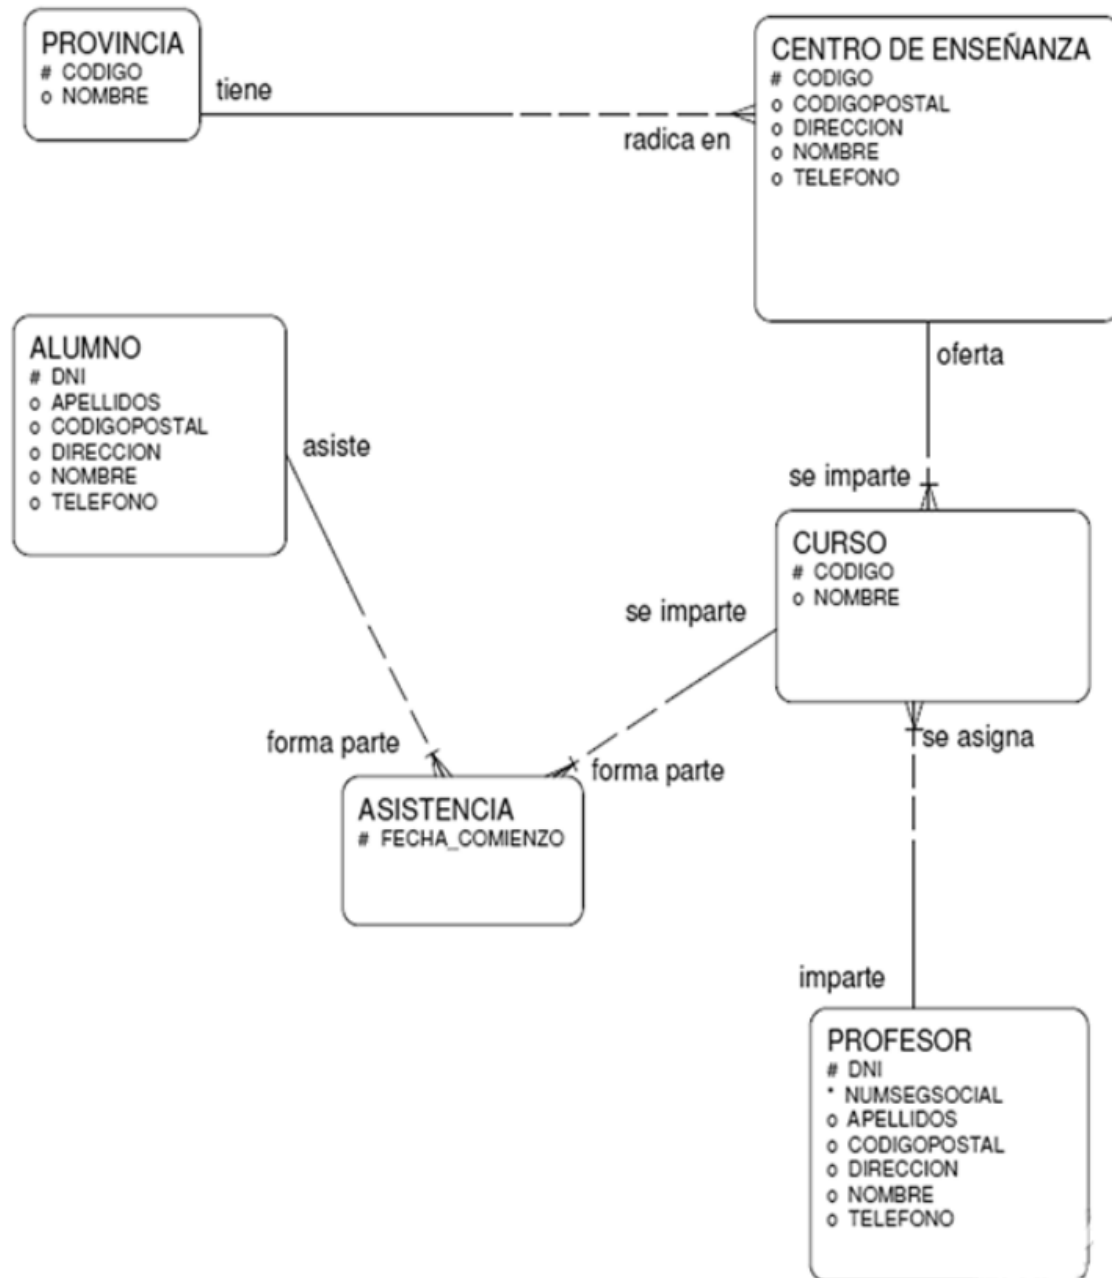 PROVINCIA
# CODIGO
o NOMBRE
tiene
radica en
CENTRO DE ENSEÑANZA
# CODIGO
o CODIGOPOSTAL
o DIRECCION
o NOMBRE
o TELEFONO
oferta
se imparte
ALUMNO
# DNI
o APELLIDOS
o CODIGOPOSTAL
o DIRECCION
o NOMBRE
o TELEFONO
asiste
forma parte
CURSO
# CODIGO
o NOMBRE
se imparte
forma parte
se asigna
ASISTENCIA
# FECHA_COMIENZO
imparte
PROFESOR
# DNI
* NUMSEGSOCIAL
o APELLIDOS
o CODIGOPOSTAL
o DIRECCION
o NOMBRE
o TELEFONO